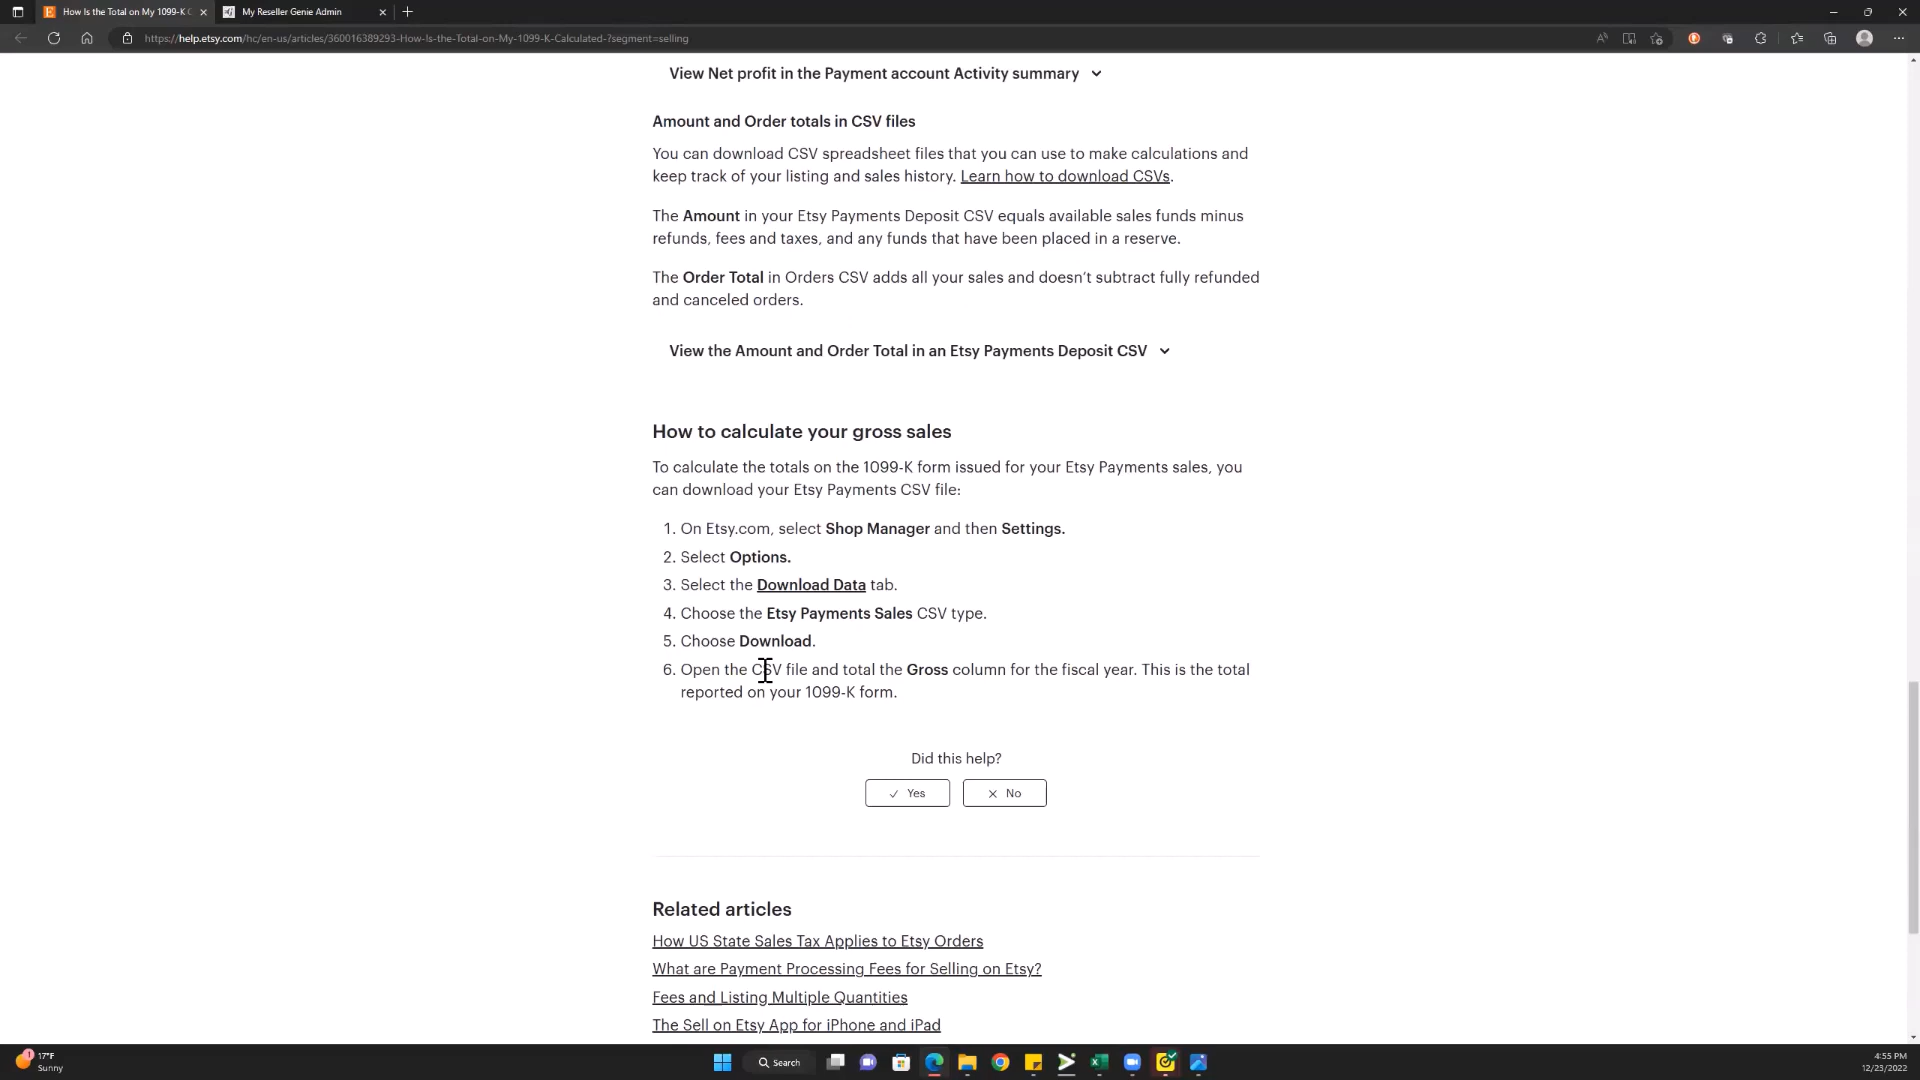 How Is the Total on My 1099-K C
My Reseller Genie Admin
https://help.etsy.com/hc/en-us/articles/360016389293-How-Is-the-Total-on-My-1099-K-Calculated-?segment=selling
View Net profit in the Payment account Activity summary
Amount and Order totals in CSV files
You can download CSV spreadsheet files that you can use to make calculations and
keep track of your listing and sales history. Learn how to download CSVs.
The Amount in your Etsy Payments Deposit CSV equals available sales funds minus
refunds, fees and taxes, and any funds that have been placed in a reserve.
The Order Total in Orders CSV adds all your sales and doesn't subtract fully refunded
and canceled orders.
View the Amount and Order Total in an Etsy Payments Deposit CSV
How to calculate your gross sales
To calculate the totals on the 1099-K form issued for your Etsy Payments sales, you
can download your Etsy Payments CSV file:
1. On Etsy.com, select Shop Manager and then Settings.
2. Select Options.
3. Select the Download Data tab.
4. Choose the Etsy Payments Sales CSV type.
5. Choose Download.
6. Open the CSV file and total the Gross column for the fiscal year. This is the total
reported on your 1099-K form.
Did this help?
Yes
No
Related articles
How US State Sales Tax Applies to Etsy Orders
What are Payment Processing Fees for Selling on Etsy?
Fees and Listing Multiple Quantities
The Sell on Etsy App for iPhone and iPad
1
17°F
Sunny
Search
4:55 PM
12/23/2022